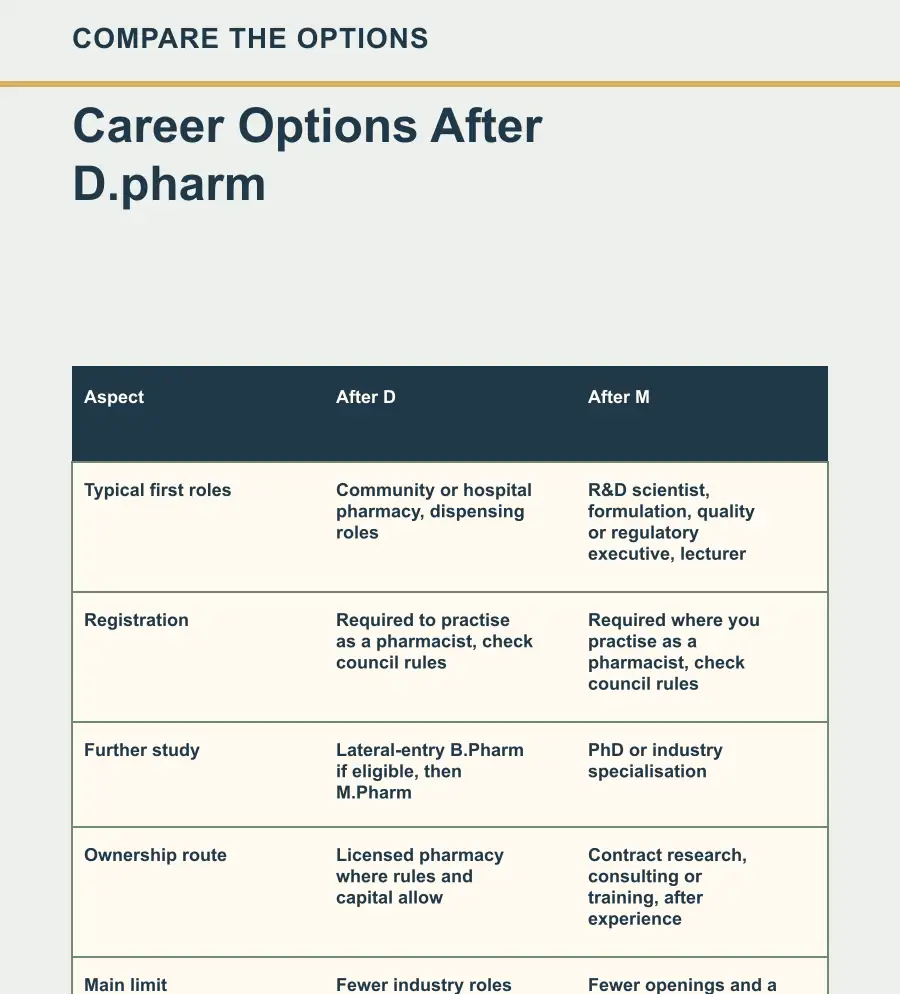 COMPARE THE OPTIONS
Career Options After
D.pharm
Aspect
After D
After M
Typical first roles
Community or hospital
pharmacy, dispensing
roles
R&D scientist,
formulation, quality
or regulatory
executive, lecturer
Registration
Required to practise
as a pharmacist, check
council rules
Required where you
practise as a
pharmacist, check
council rules
Further study
Lateral-entry B.Pharm
if eligible, then
M.Pharm
PhD or industry
specialisation
Ownership route
Licensed pharmacy
where rules and
capital allow
Contract research,
consulting or
training, after
experience
Main limit
Fewer industry roles
Fewer openings and a